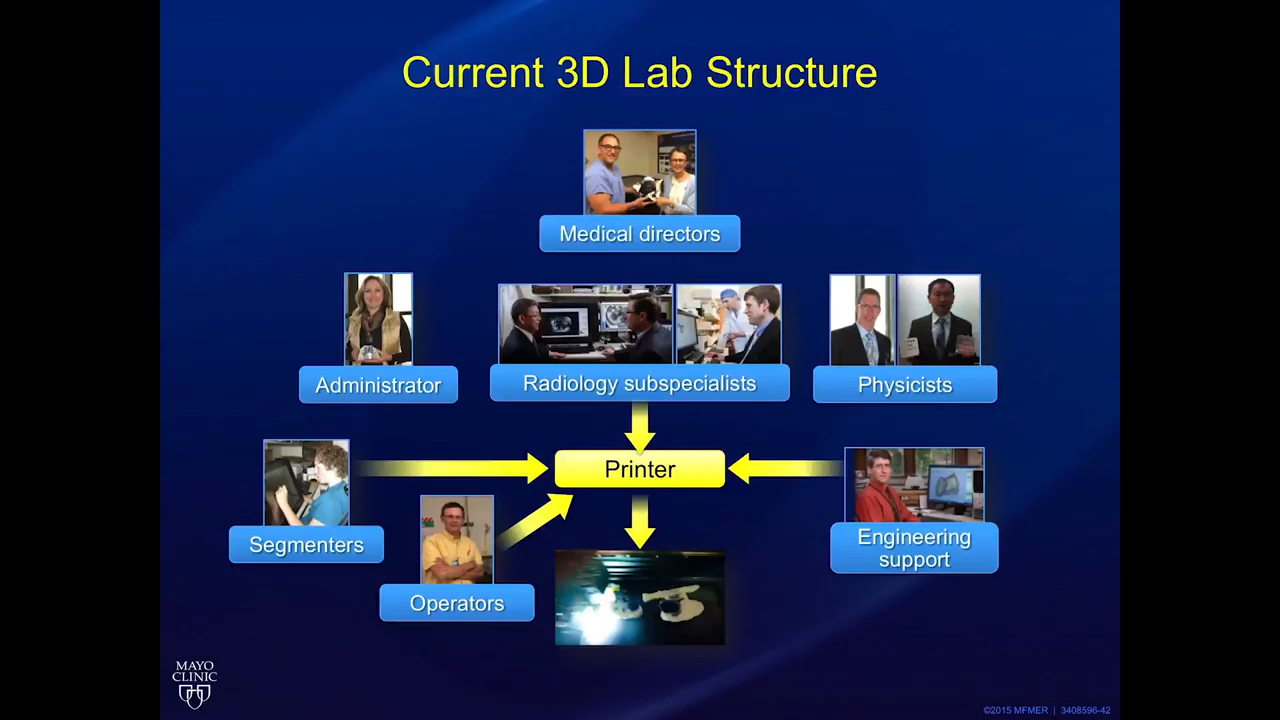 Current 3D Lab Structure
Medical directors
Administrator
Radiology subspecialists
Physicists
Printer
Segmenters
Operators
Engineering
support
MAYO
CLINIC
©2015 MFMER | 3408596-42